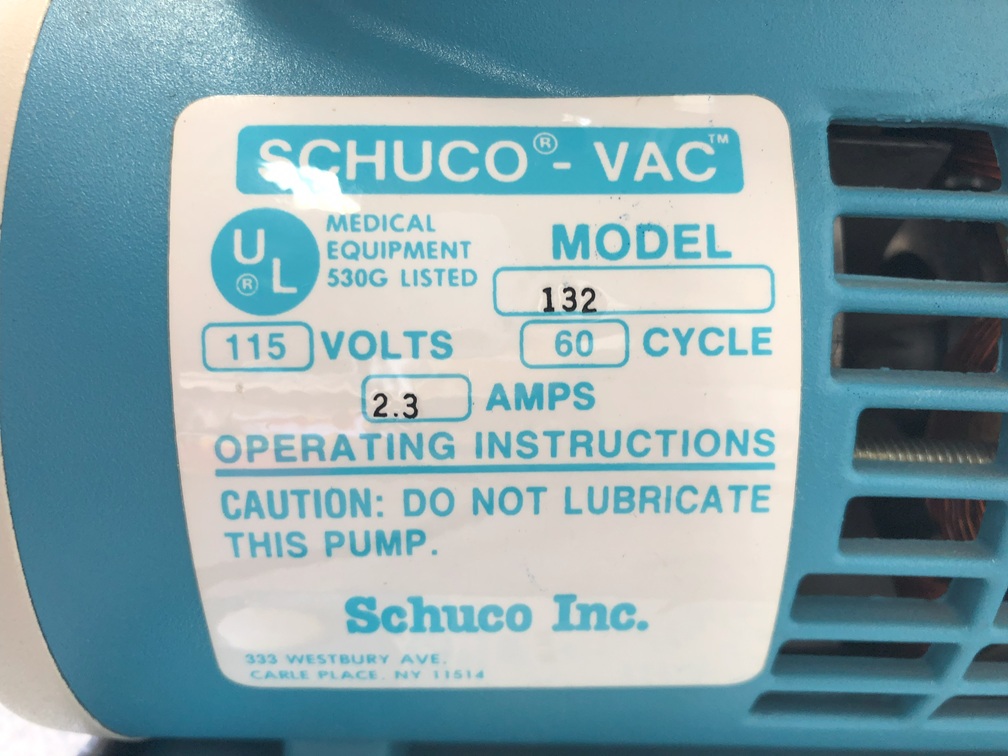 SCHUCO® - VAC™
UL®
MEDICAL
EQUIPMENT
530G LISTED
MODEL
132
115 VOLTS 60 CYCLE
2.3 AMPS
OPERATING INSTRUCTIONS
CAUTION: DO NOT LUBRICATE
THIS PUMP.
Schuco Inc.
333 WESTBURY AVE.
CARLE PLACE, NY 11514